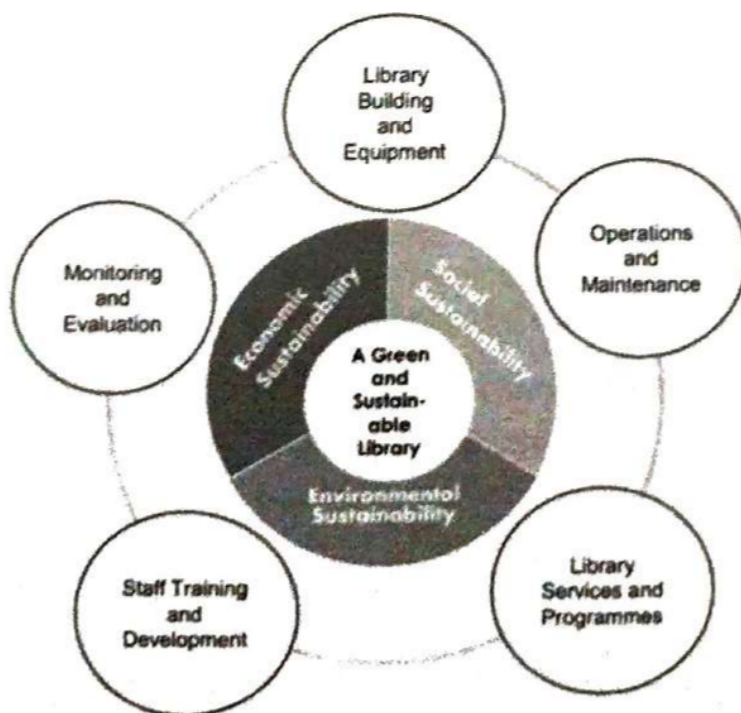 Library
Building
and
Equipment
Operations
and
Maintenance
Monitoring
and
Evaluation
Economic
Sustainability
Social
Sustainability
A Green
and
Sustain-
able
Library
Environmental
Sustainability
Library
Services and
Programmes
Staff Training
and
Development